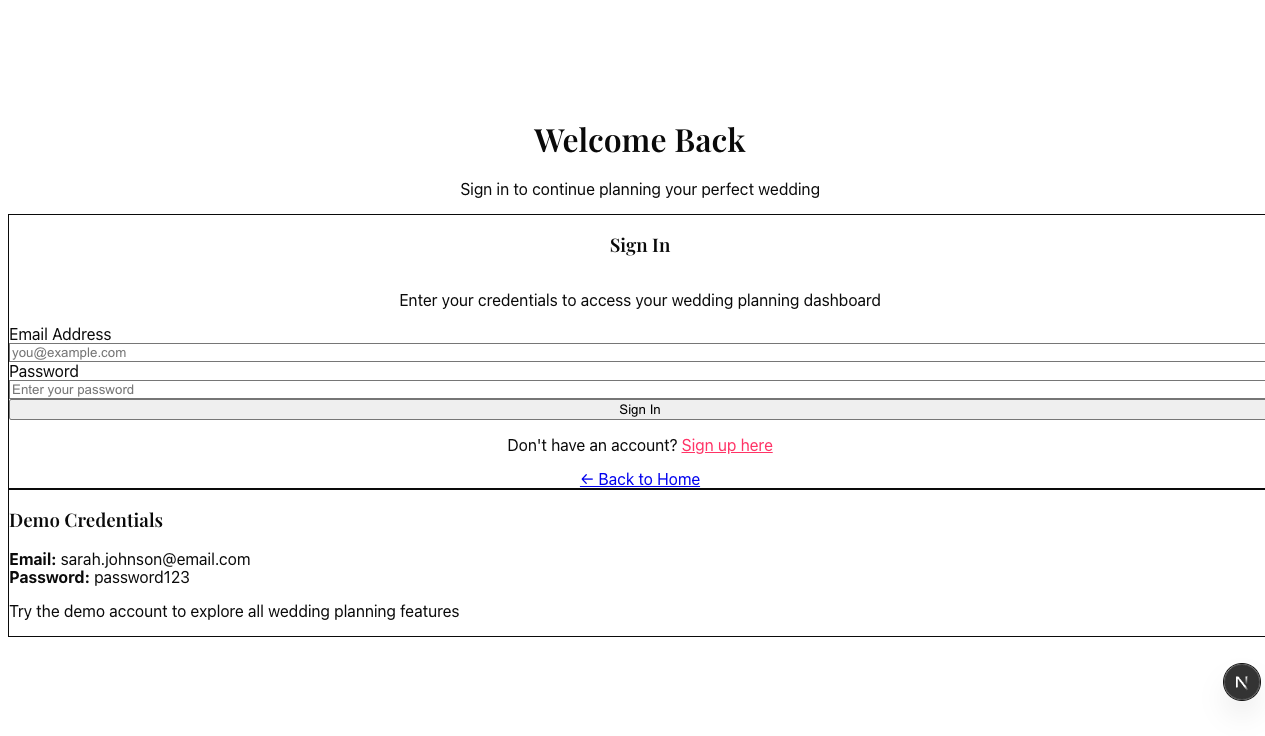 Welcome Back
Sign in to continue planning your perfect wedding
Sign In
Enter your credentials to access your wedding planning dashboard
Email Address
you@example.com
Password
Enter your password
Sign In
Don't have an account? Sign up here
← Back to Home
Demo Credentials
Email: sarah.johnson@email.com
Password: password123
Try the demo account to explore all wedding planning features
N